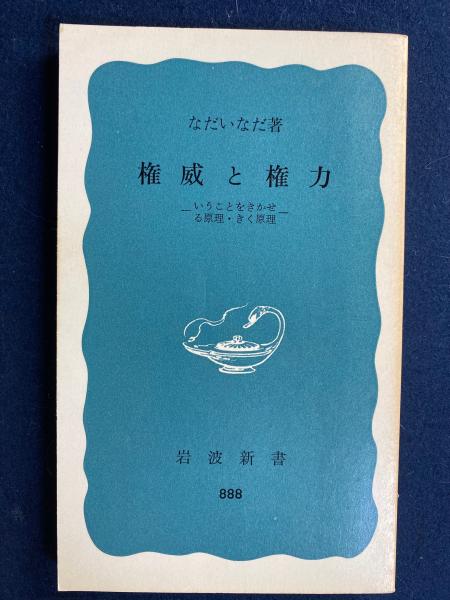 なだいなだ著
権威と権力
―いうことをきかせ―
る原理・きく原理
岩波新書
888